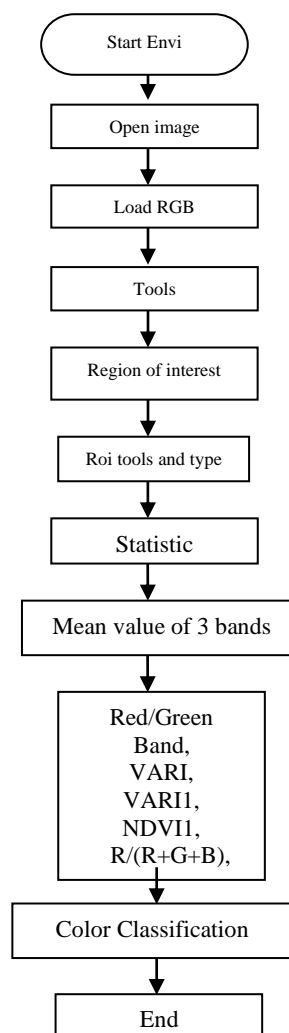 Start Envi
Open image
Load RGB
Tools
Region of interest
Roi tools and type
Statistic
Mean value of 3 bands
Red/Green
Band,
VARI,
VARI1,
NDVI1,
R/(R+G+B),
Color Classification
End